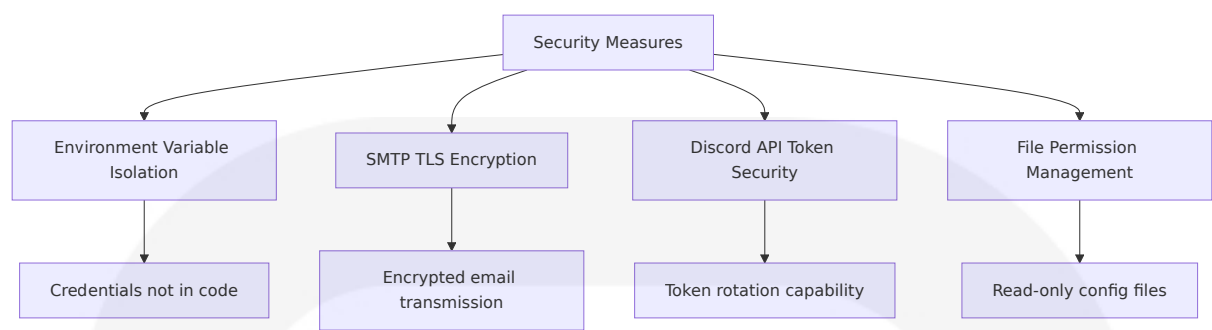 Security Measures
Environment Variable
Isolation
SMTP TLS Encryption
Discord API Token
Security
File Permission
Management
Credentials not in code
Encrypted email
transmission
Token rotation capability
Read-only config files